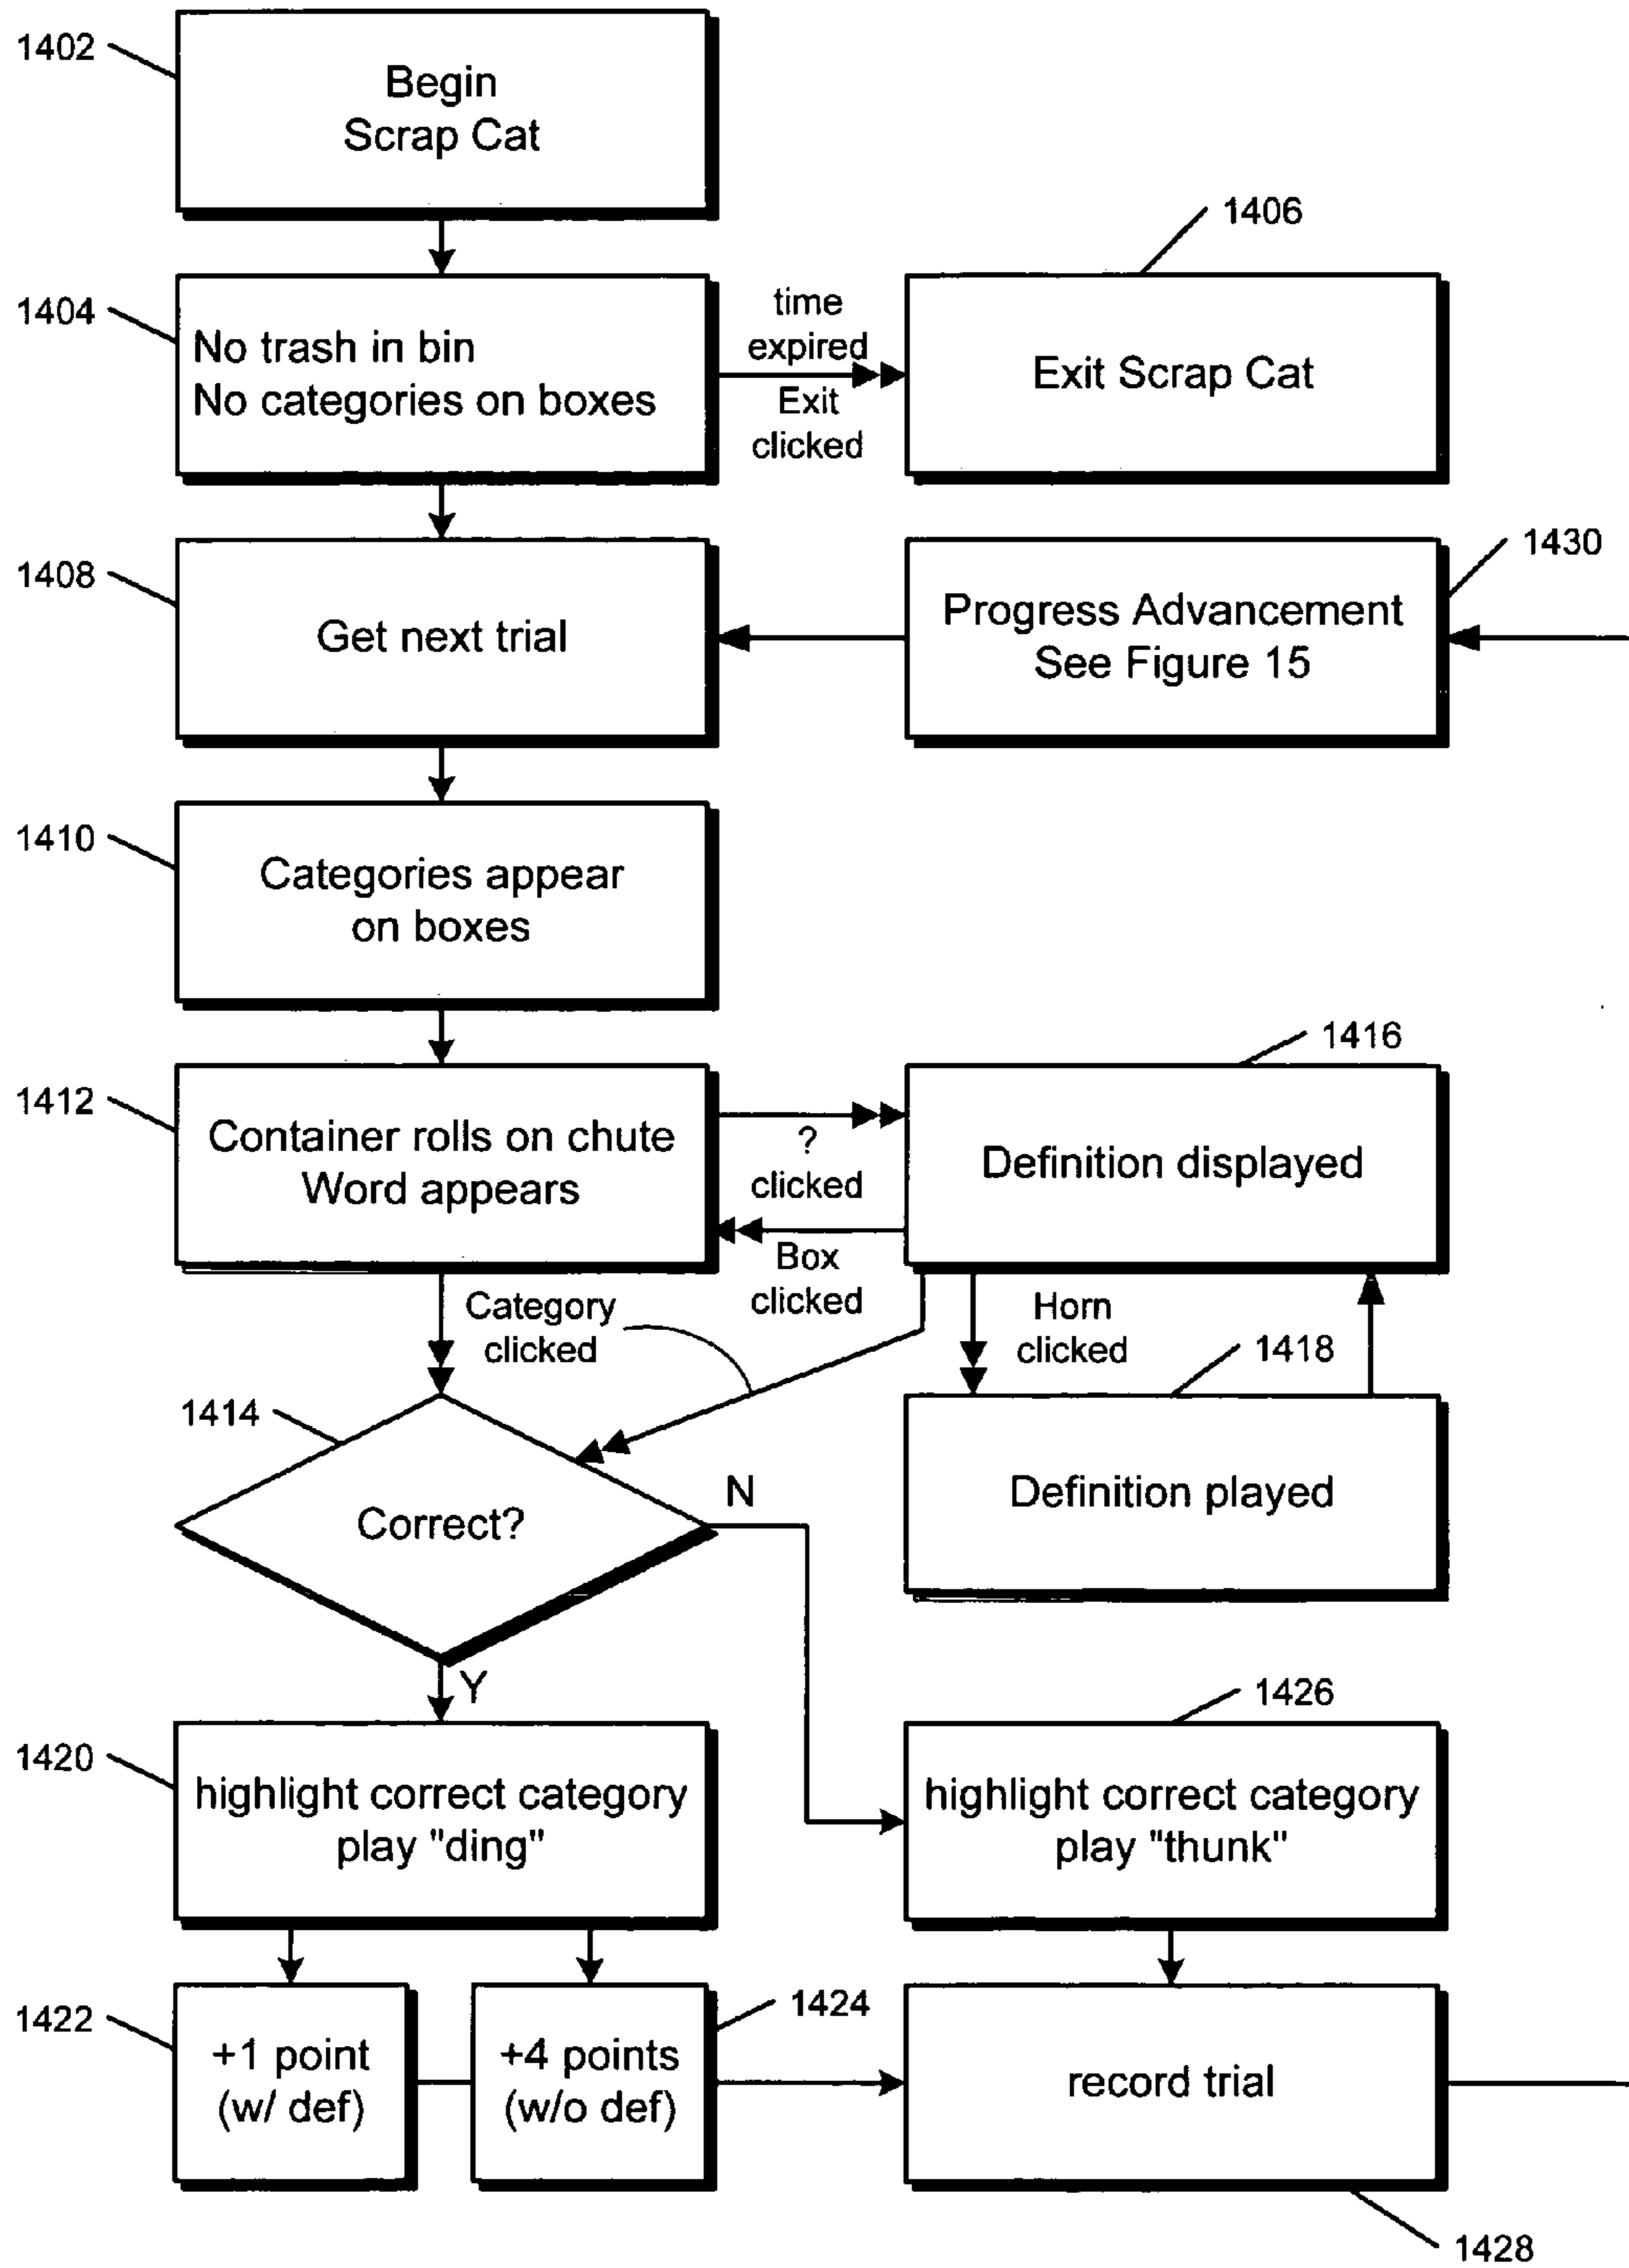 1402
Begin
Scrap Cat
1406
1404
No trash in bin
No categories on boxes
time
expired
Exit
clicked
Exit Scrap Cat
1430
1408
Get next trial
Progress Advancement
See Figure 15
1410
Categories appear
on boxes
1416
1412
Container rolls on chute
Word appears
?
clicked
Definition displayed
Box
clicked
Category
clicked
Horn
clicked
1418
1414
Correct?
N
Definition played
Y
1426
1420
highlight correct category
play "ding"
highlight correct category
play "thunk"
1422
+1 point
(w/ def)
+4 points
(w/o def)
1424
record trial
1428